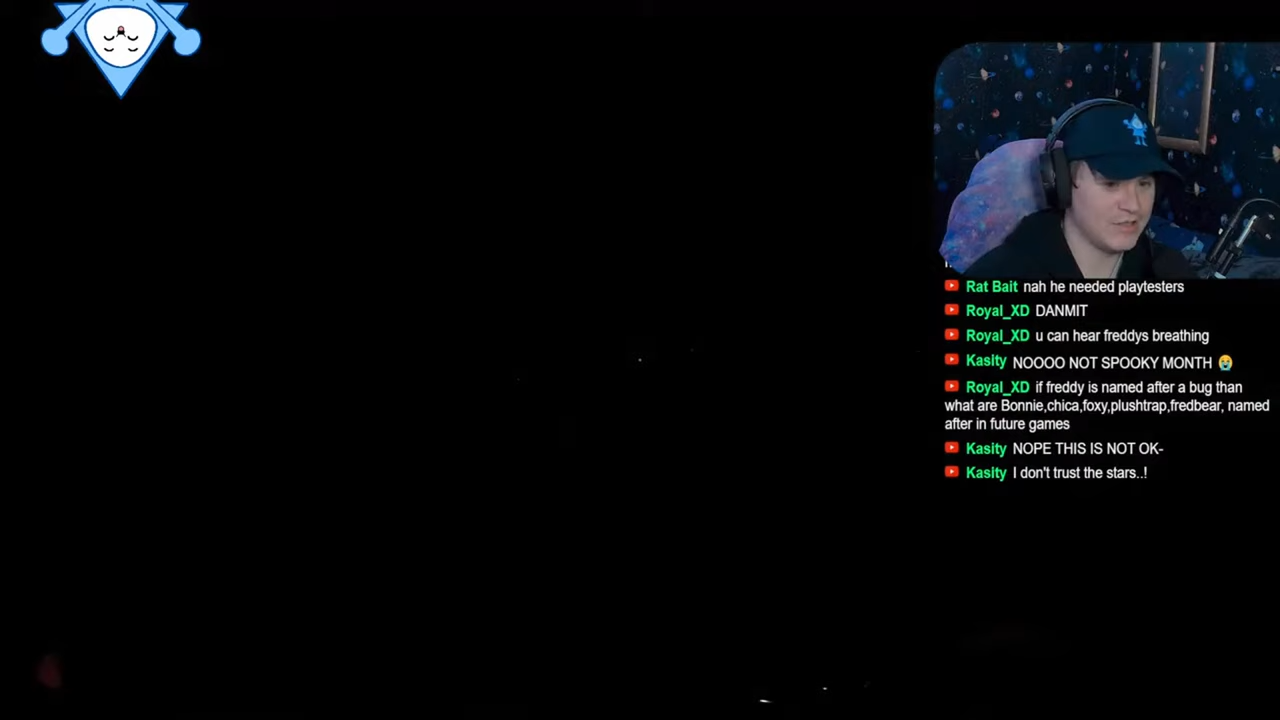 Rat Bait nah he needed playtesters
Royal_XD DANMIT
Royal_XD u can hear freddys breathing
Kasity NOOOO NOT SPOOKY MONTH 😭
Royal_XD if freddy is named after a bug than
what are Bonnie,chica,foxy,plushtrap,fredbear, named
after in future games
Kasity NOPE THIS IS NOT OK-
Kasity I don't trust the stars..!